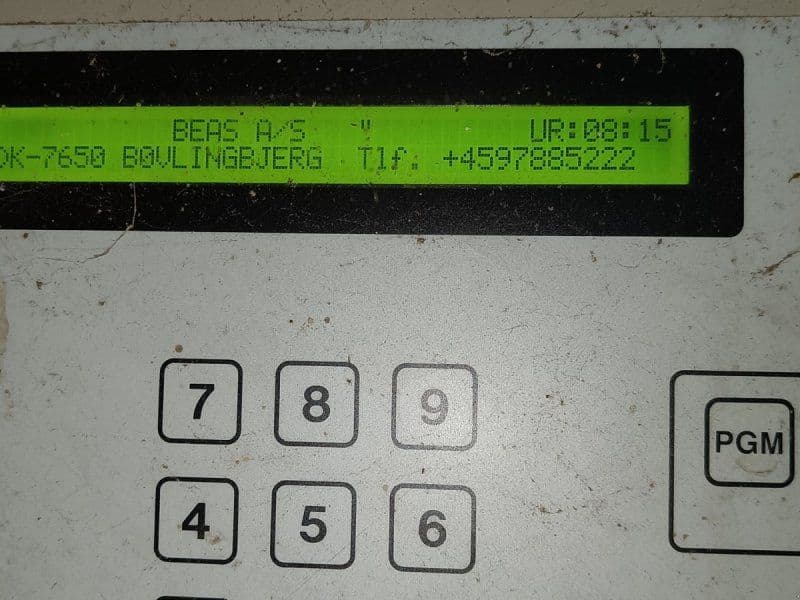 BEAS A/S " UR:08:15
DK-7650 BØVLINGBJERG Tlf. +4597885222
7 8 9
PGM
4 5 6